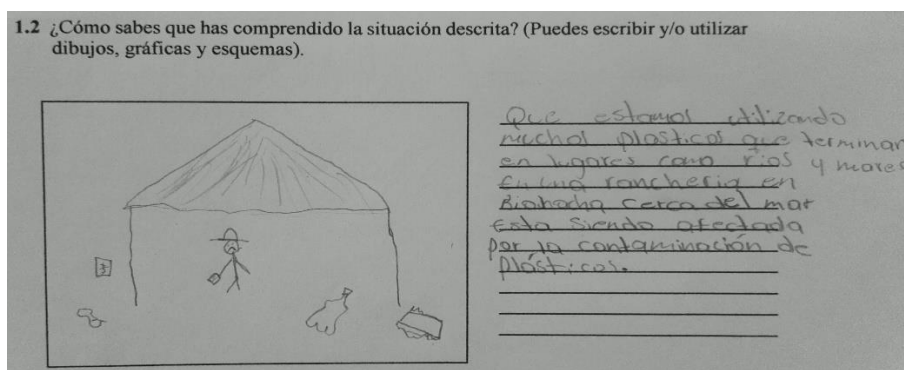 1.2 ¿Cómo sabes que has comprendido la situación descrita? (Puedes escribir y/o utilizar
dibujos, gráficas y esquemas).
Que estamos utilizando
muchos plasticos que terminan
en lugares como rios y mares
En una rancheria en
Riohacha cerca del mar
Esta siendo afectada
por la contaminación de
plásticos.